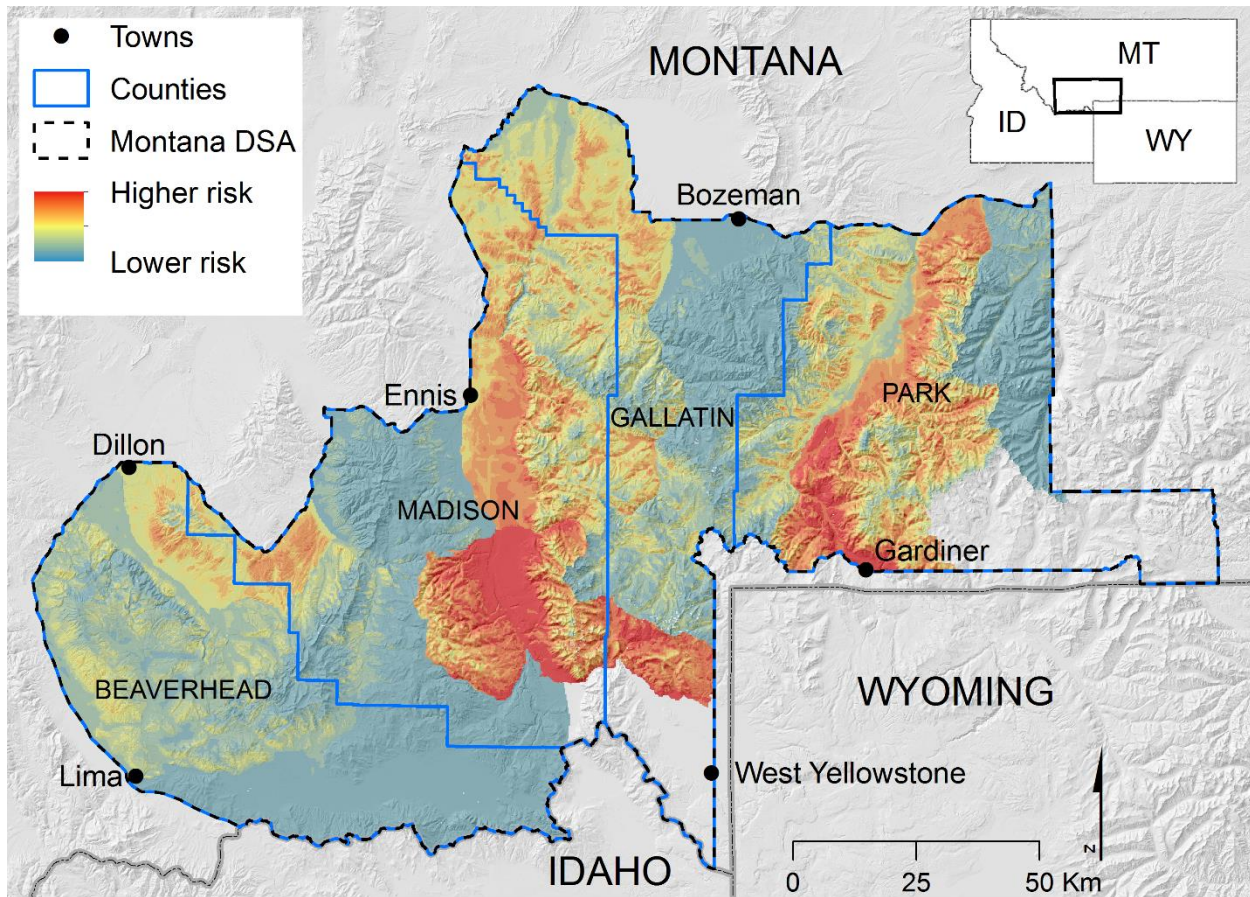 Towns
Counties
Montana DSA
Higher risk
Lower risk
MONTANA
MT
ID
WY
Bozeman
Ennis
GALLATIN
PARK
Dillon
MADISON
Gardiner
BEAVERHEAD
WYOMING
Lima
West Yellowstone
IDAHO
0 25 50 Km
N